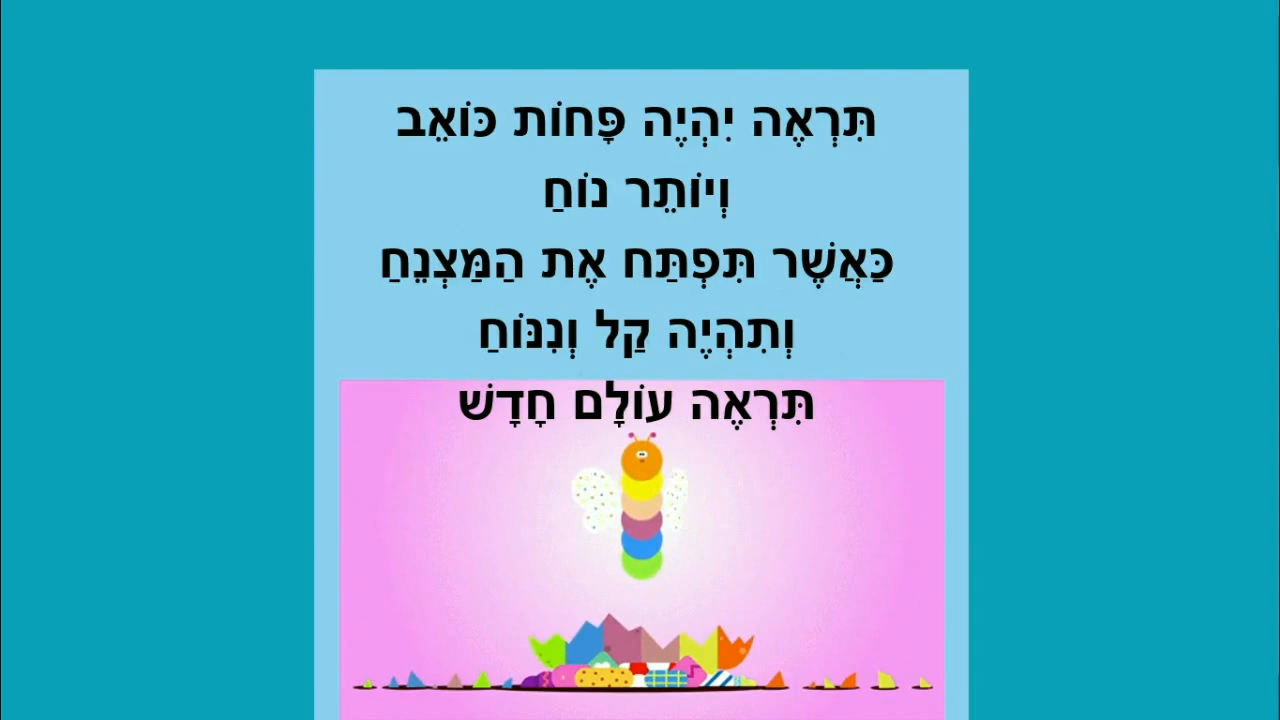 תִּרְאֶה יִהְיֶה פָּחוֹת כּוֹאֵב
וְיוֹתֵר נוֹחַ
כַּאֲשֶׁר תִּפְתַּח אֶת הַמַּצְנֵחַ
וְתִהְיֶה קַל וְנִנּוֹחַ
תִּרְאֶה עוֹלָם חָדָשׁ